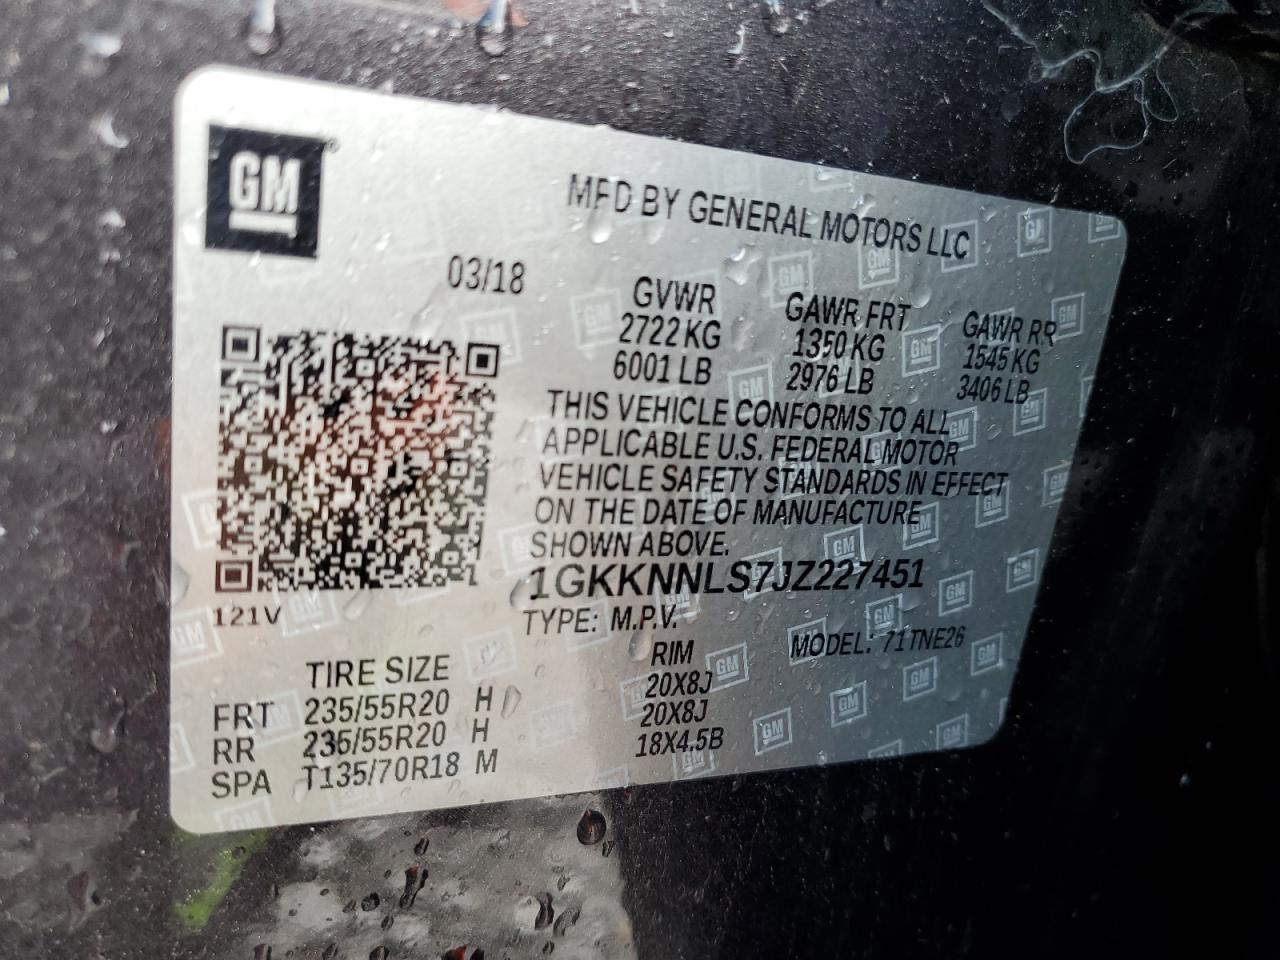 GM
MFD BY GENERAL MOTORS LLC
03/18
GVWR GAWR FRT GAWR RR
2722 KG 1350 KG 1545 KG
6001 LB 2976 LB 3406 LB
THIS VEHICLE CONFORMS TO ALL
APPLICABLE U.S. FEDERAL MOTOR
VEHICLE SAFETY STANDARDS IN EFFECT
ON THE DATE OF MANUFACTURE
SHOWN ABOVE.
1GKKNNLS7JZ227451
121V
TYPE: M.P.V. MODEL: 71TNE26
TIRE SIZE RIM
FRT 235/55R20 H 20X8J
RR 235/55R20 H 20X8J
SPA T135/70R18 M 18X4.5B